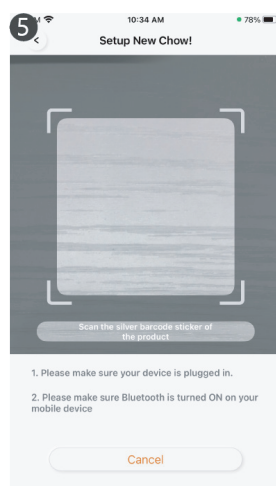 5
10:34 AM
78%
<
Setup New Chow!
Scan the silver barcode sticker of
the product
1. Please make sure your device is plugged in.
2. Please make sure Bluetooth is turned ON on your
mobile device
Cancel